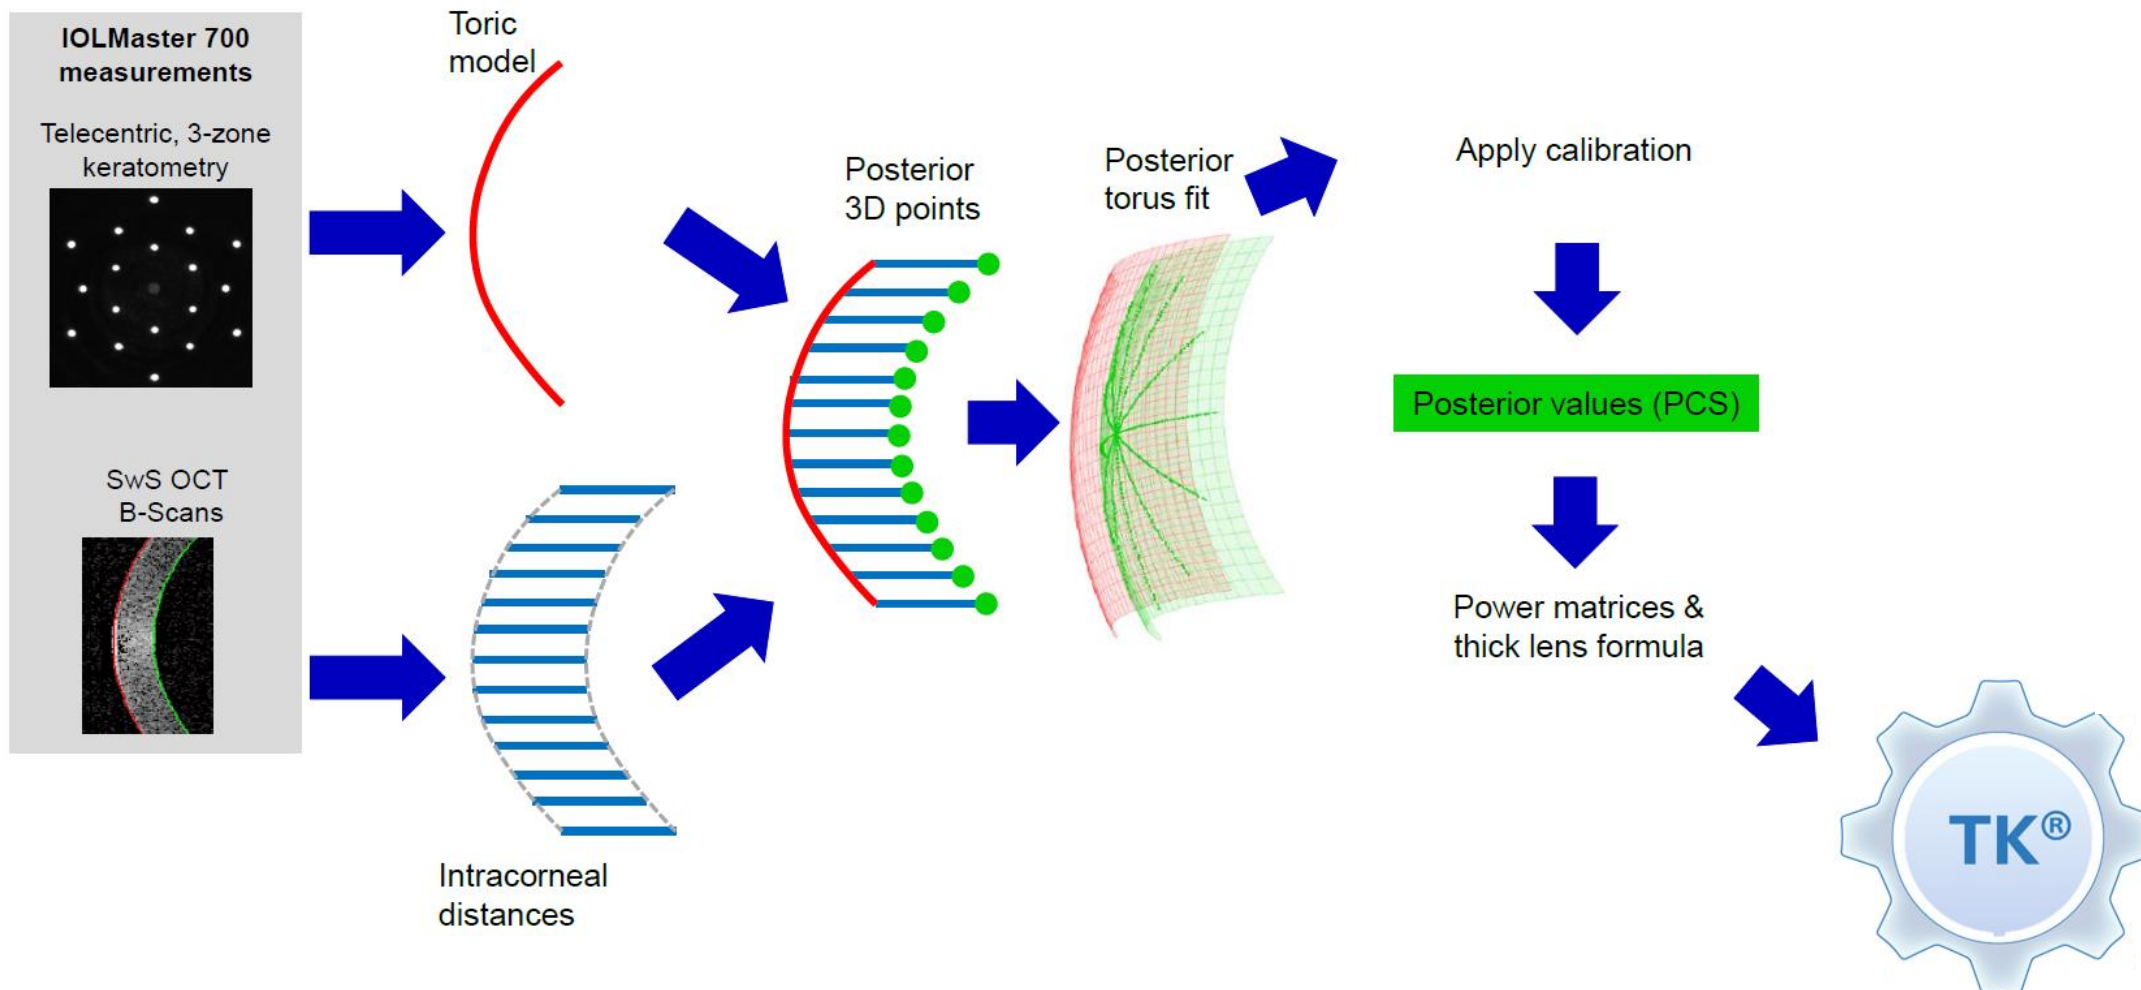 IOLMaster 700
measurements
Telecentric, 3-zone
keratometry
SwS OCT
B-Scans
Toric
model
Intracorneal
distances
Posterior
3D points
Posterior
torus fit
Apply calibration
Posterior values (PCS)
Power matrices &
thick lens formula
TK®